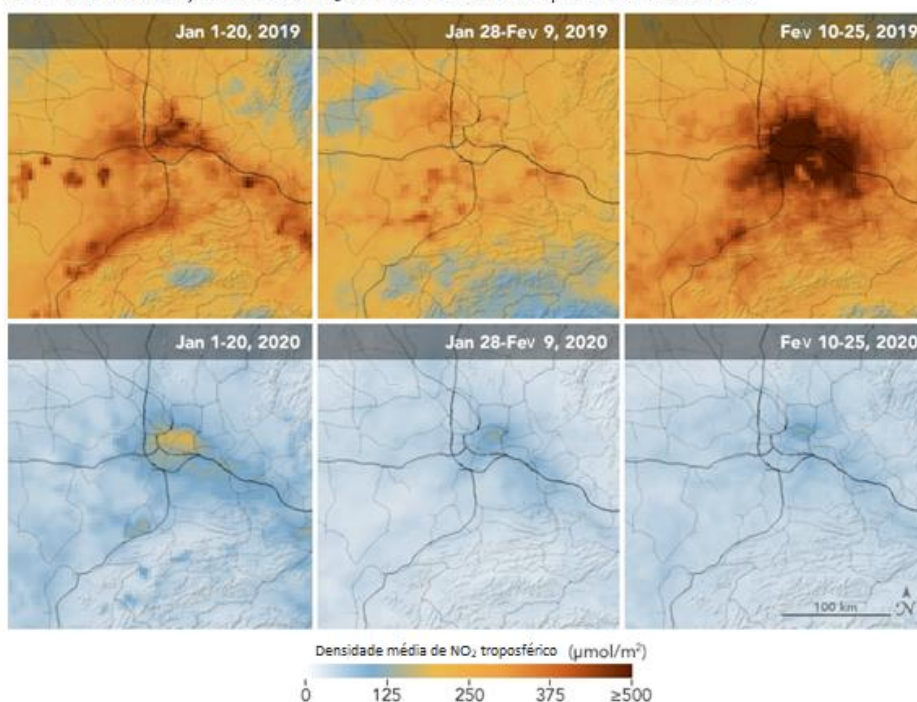 Jan 1-20, 2019
Jan 28-Fev 9, 2019
Fev 10-25, 2019
Jan 1-20, 2020
Jan 28-Fev 9, 2020
Fev 10-25, 2020
100 km
N
Densidade média de NO₂ troposférico (µmol/m²)
0 125 250 375 ≥500